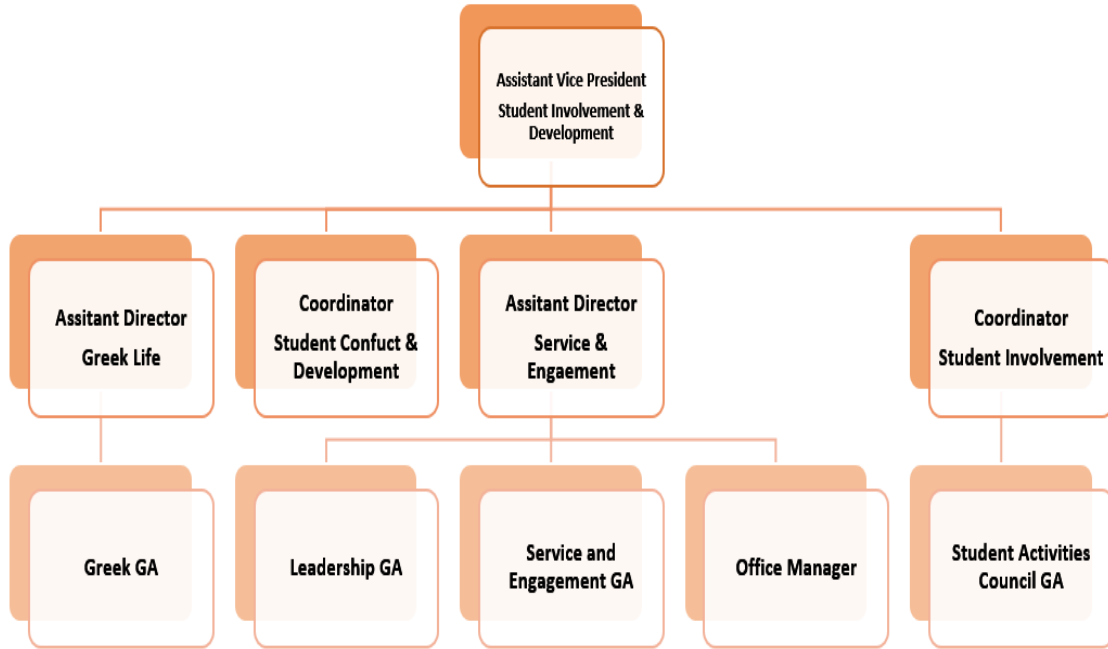 Assistant Vice President
Student Involvement &
Development
Assitant Director
Greek Life
Coordinator
Student Confuct &
Development
Assitant Director
Service &
Engaement
Coordinator
Student Involvement
Greek GA
Leadership GA
Service and
Engagement GA
Office Manager
Student Activities
Council GA